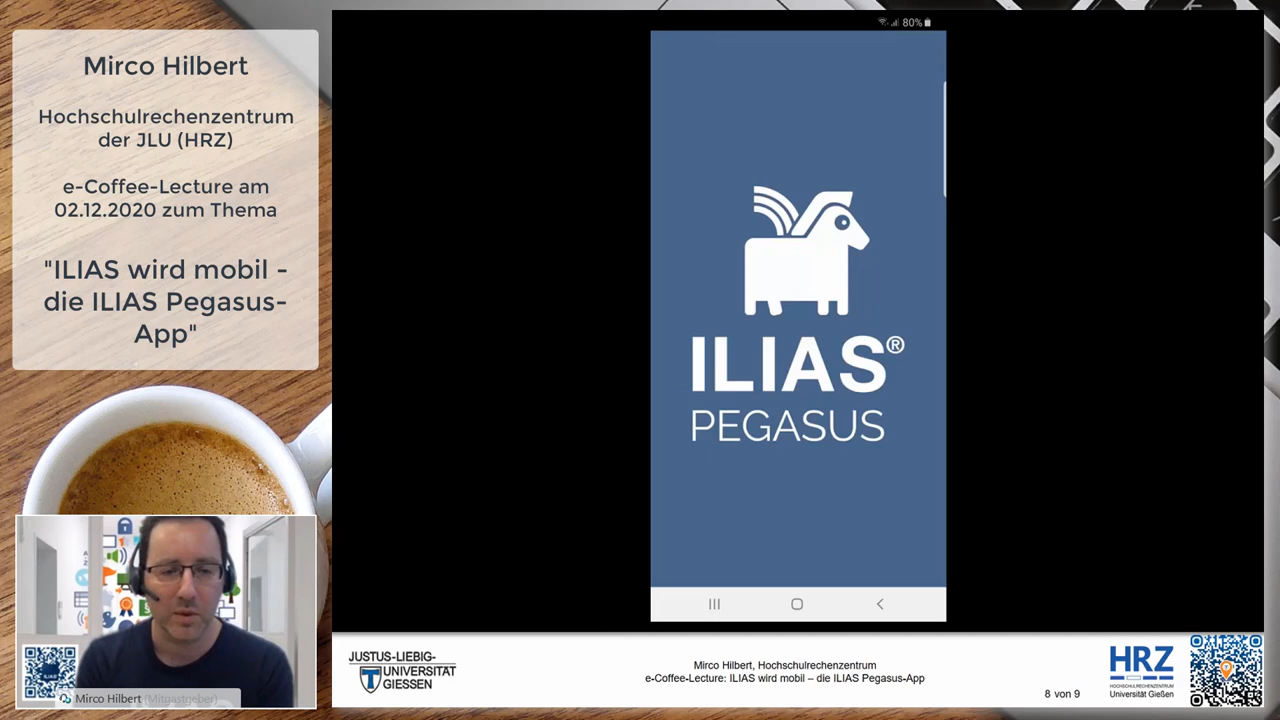 Mirco Hilbert
Hochschulrechenzentrum
der JLU (HRZ)
e-Coffee-Lecture am
02.12.2020 zum Thema
"ILIAS wird mobil -
die ILIAS Pegasus-
App"
80%
ILIAS®
PEGASUS
Mirco Hilbert (Mitgastgeber)
JUSTUS-LIEBIG-
UNIVERSITÄT
GIESSEN
Mirco Hilbert, Hochschulrechenzentrum
e-Coffee-Lecture: ILIAS wird mobil – die ILIAS Pegasus-App
8 von 9
HRZ
HOCHSCHULRECHENZENTRUM
Universität Gießen